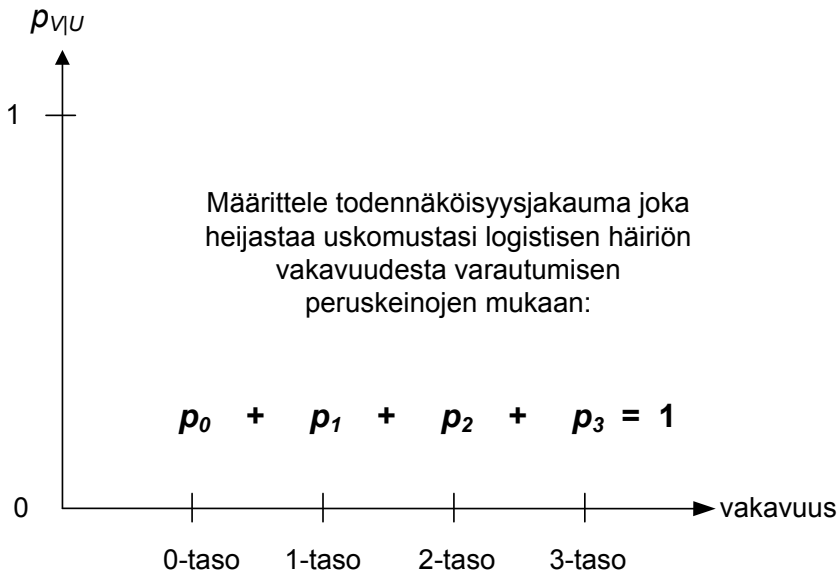 pV|U
1
Määrittele todennäköisyysjakauma joka
heijastaa uskomustasi logistisen häiriön
vakavuudesta varautumisen
peruskeinojen mukaan:
p0 + p1 + p2 + p3 = 1
0
vakavuus
0-taso 1-taso 2-taso 3-taso